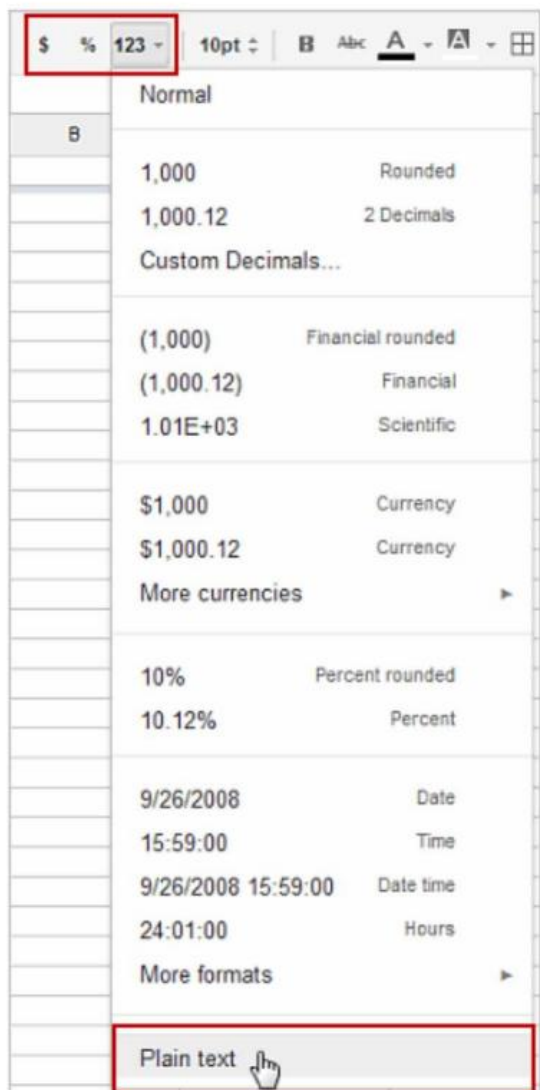 $ % 123 10pt B Abc A A
Normal
B
1,000 Rounded
1,000.12 2 Decimals
Custom Decimals...
(1,000) Financial rounded
(1,000.12) Financial
1.01E+03 Scientific
$1,000 Currency
$1,000.12 Currency
More currencies
10% Percent rounded
10.12% Percent
9/26/2008 Date
15:59:00 Time
9/26/2008 15:59:00 Date time
24:01:00 Hours
More formats
Plain text